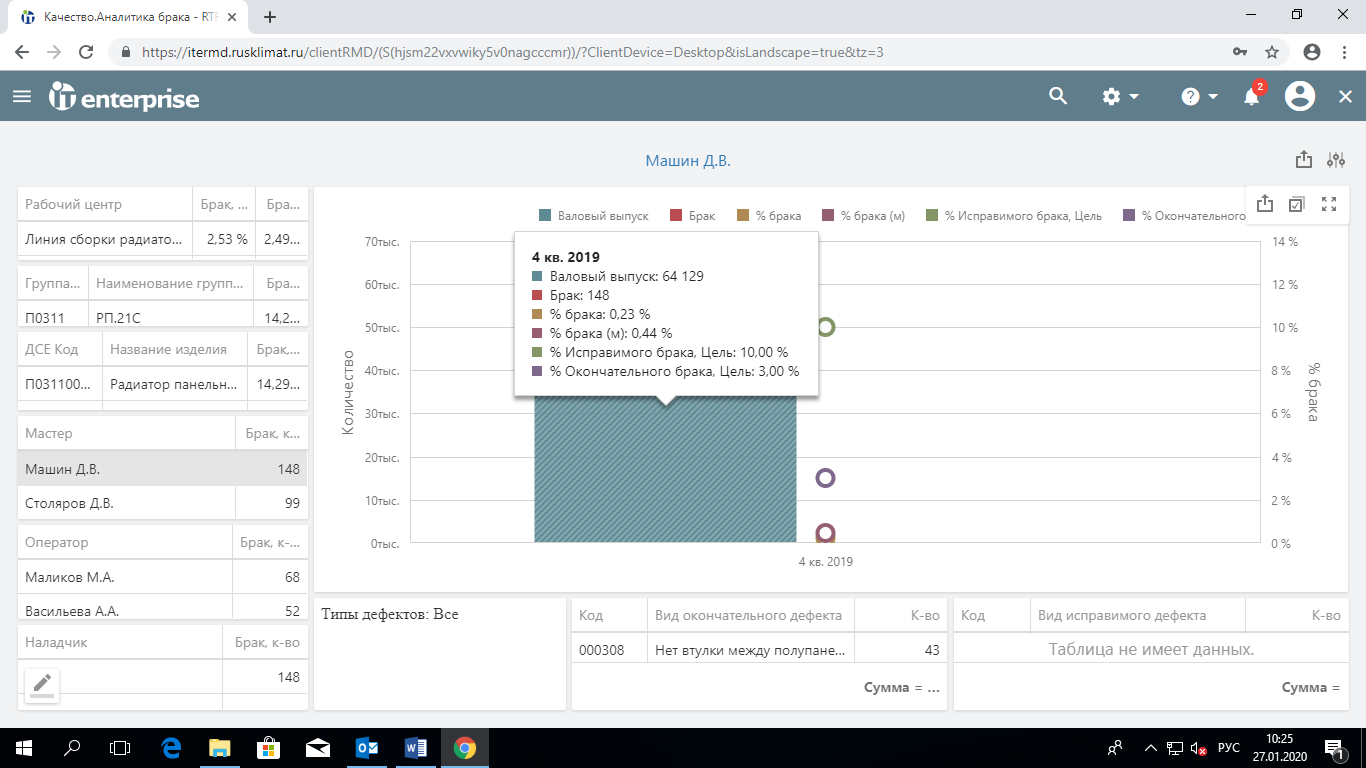 Качество.Аналитика брака - RTF
https://itermd.rusklimat.ru/clientRMD/(S(hjsm22vxvwiky5v0nagcccmr))/?ClientDevice=Desktop&isLandscape=true&tz=3
it enterprise
2
Машин Д.В.
Рабочий центр Брак, ... Бра...
Линия сборки радиато... 2,53 % 2,49...
Группа... Наименование групп... Бра...
П0311 РП.21С 14,2...
ДСЕ Код Название изделия Брак,...
П031100... Радиатор панельн... 14,29...
Мастер Брак, к...
Машин Д.В. 148
Столяров Д.В. 99
Оператор Брак, к-...
Маликов М.А. 68
Васильева А.А. 52
Наладчик Брак, к-во
148
Валовый выпуск Брак % брака % брака (м) % Исправимого брака, Цель % Окончательного
70тыс. 14 %
60тыс. 12 %
50тыс. 10 %
40тыс. 8 %
30тыс. 6 %
20тыс. 4 %
10тыс. 2 %
0тыс. 0 %
Количество
% брака
4 кв. 2019
Валовый выпуск: 64 129
Брак: 148
% брака: 0,23 %
% брака (м): 0,44 %
% Исправимого брака, Цель: 10,00 %
% Окончательного брака, Цель: 3,00 %
4 кв. 2019
Типы дефектов: Все
Код Вид окончательного дефекта К-во
000308 Нет втулки между полупане... 43
Сумма = ...
Код Вид исправимого дефекта К-во
Таблица не имеет данных.
Сумма =
РУС
10:25
27.01.2020
1